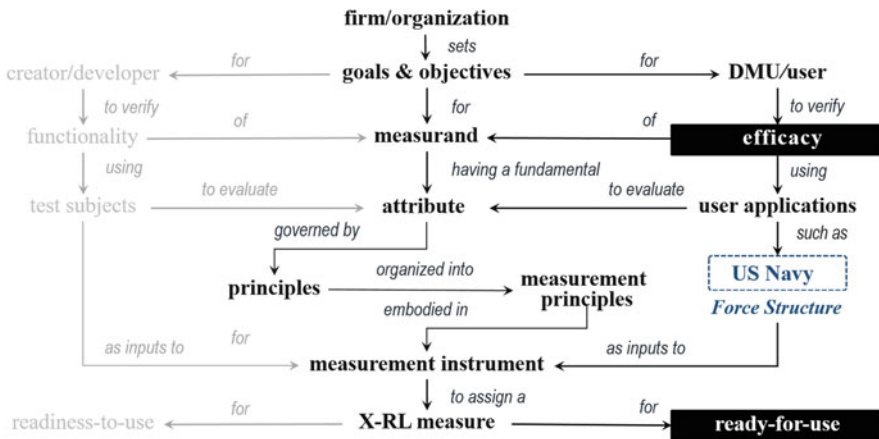 firm/organization
sets
creator/developer for goals & objectives for DMU/user
to verify for to verify
functionality of measurand of efficacy
using having a fundamental using
test subjects to evaluate attribute to evaluate user applications
governed by such as
organized into
principles measurement principles US Navy
embodied in Force Structure
as inputs to for measurement instrument as inputs to
to assign a
readiness-to-use for X-RL measure for ready-for-use